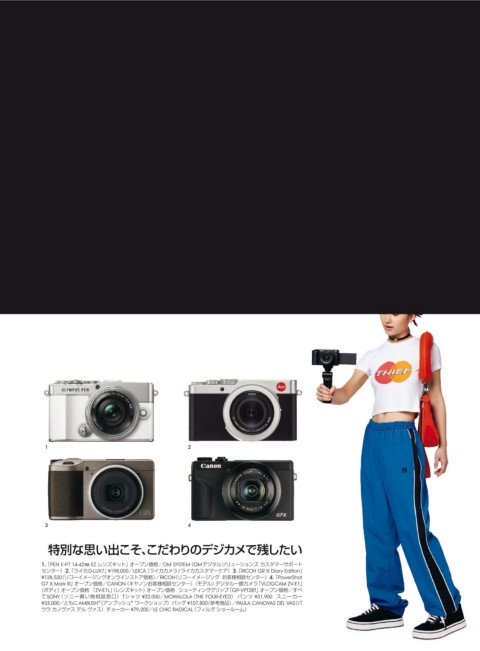 OLYMPUS PEN
Leica
THIEF
1
2
Canon
G7X
3
4
特別な思い出こそ、こだわりのデジカメで残したい
1.「PEN E-P7 14-42㎜ EZ レンズキット」オープン価格/OM SYSTEM（OMデジタルソリューションズ カスタマーサポート
センター） 2.「ライカD-LUX7」¥198,000/LEICA（ライカカメラ/ライカカスタマーケア） 3.「RICOH GR Ⅲ Diary Edition」
¥128,520（リコーイメージングオンラインストア価格）/RICOH（リコーイメージング お客様相談センター） 4.「PowerShot
G7 X Mark Ⅲ」オープン価格/CANON（キヤノンお客様相談センター）〈モデル〉デジタル一眼カメラ「VLOGCAM ZV-E1」
（ボディ）オープン価格 「ZV-E1L」（レンズキット）オープン価格 シューティンググリップ「GP-VPT2BT」オープン価格/すべ
てSONY（ソニー 買い物相談窓口） Tシャツ ¥22,000/MOWALOLA（THE FOUR-EYED） パンツ ¥31,900 スニーカー
¥33,000/ともにAMBUSH®（アンブッシュ® ワークショップ） バッグ ¥107,800（参考商品）/PAULA CANOVAS DEL VAS（パ
ウラ カノヴァス デル ヴァス） チョーカー ¥79,200/LE CHIC RADICAL（フィルグ ショールーム）